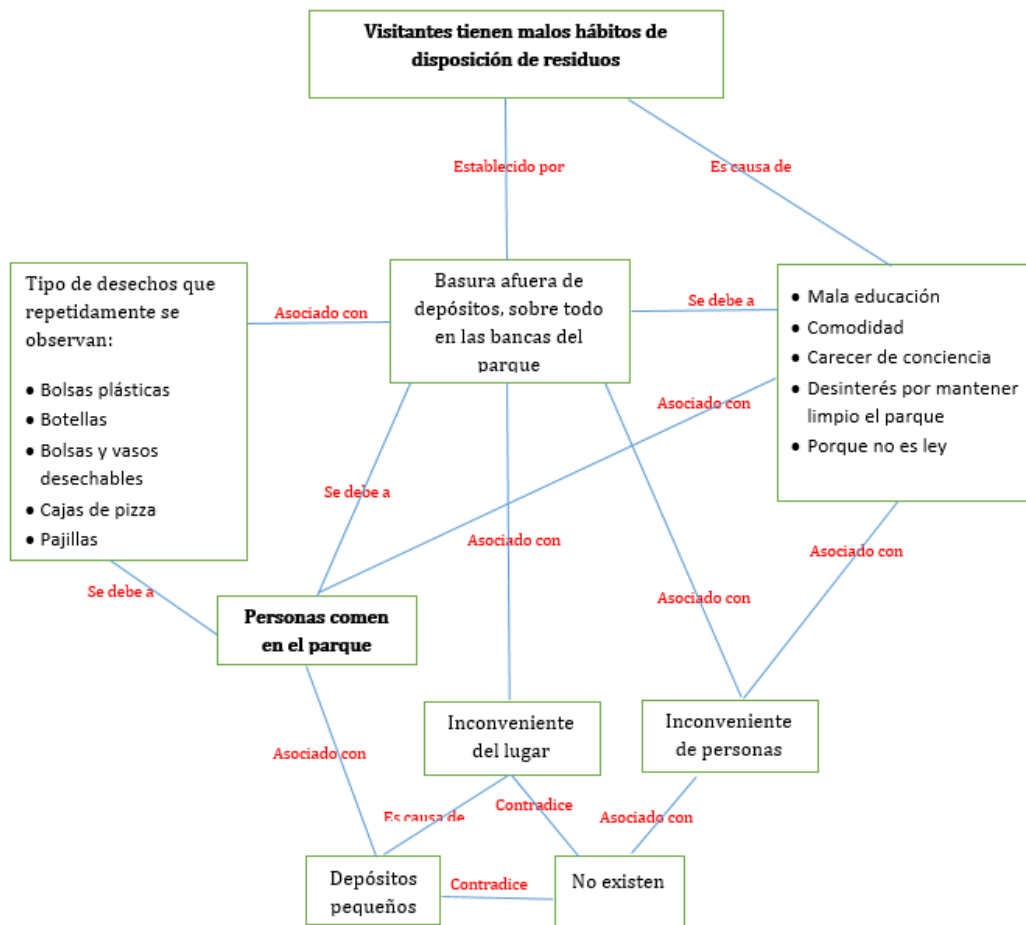 Visitantes tienen malos hábitos de
disposición de residuos
Establecido por
Es causa de
Tipo de desechos que
repetidamente se
observan:
● Bolsas plásticas
● Botellas
● Bolsas y vasos
desechables
● Cajas de pizza
● Pajillas
Asociado con
Basura afuera de
depósitos, sobre todo
en las bancas del
parque
Se debe a
● Mala educación
● Comodidad
● Carecer de conciencia
● Desinterés por mantener
limpio el parque
● Porque no es ley
Asociado con
Se debe a
Asociado con
Asociado con
Se debe a
Asociado con
Personas comen
en el parque
Inconveniente
del lugar
Inconveniente
de personas
Asociado con
Es causa de
Contradice
Asociado con
Depósitos
pequeños
Contradice
No existen